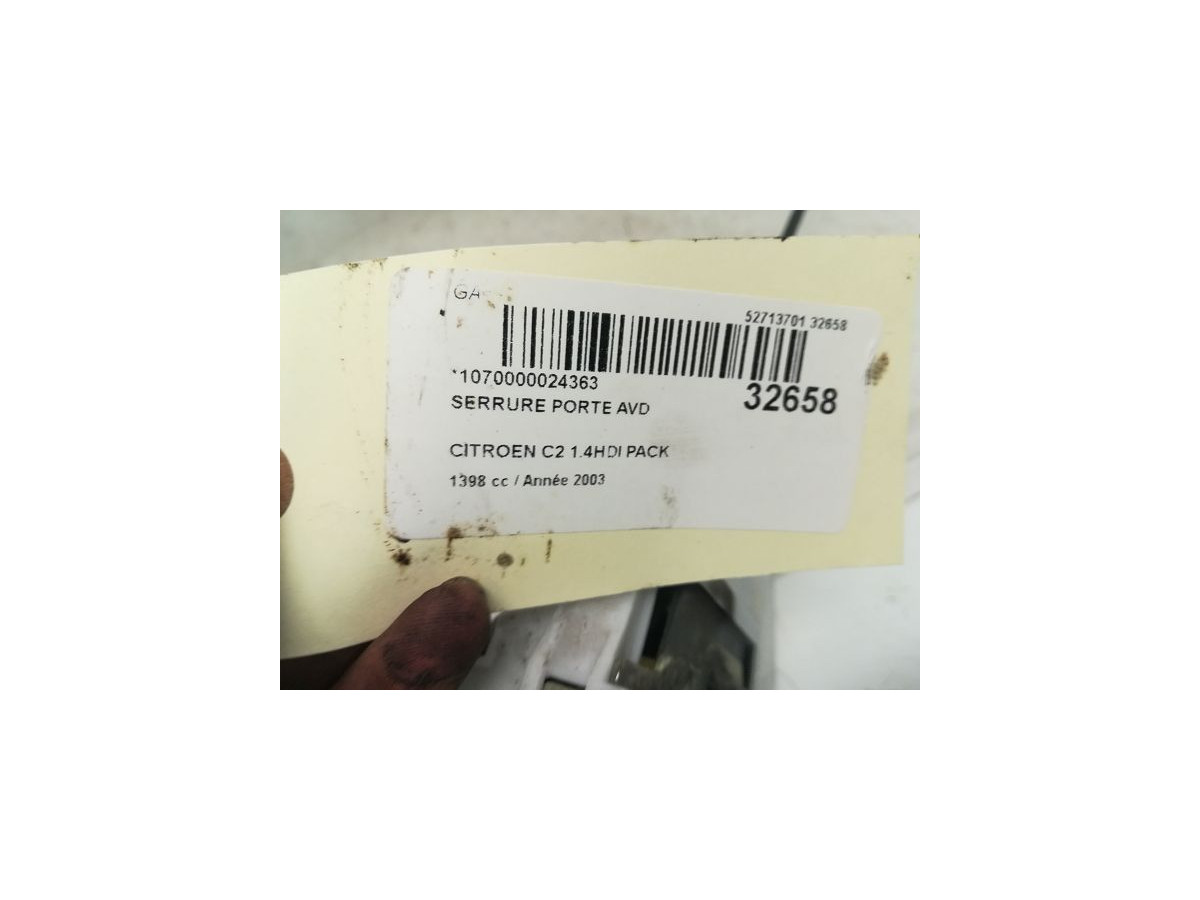 GA
52713701 32658
*1070000024363
32658
SERRURE PORTE AVD
CITROEN C2 1.4HDI PACK
1398 cc / Année 2003